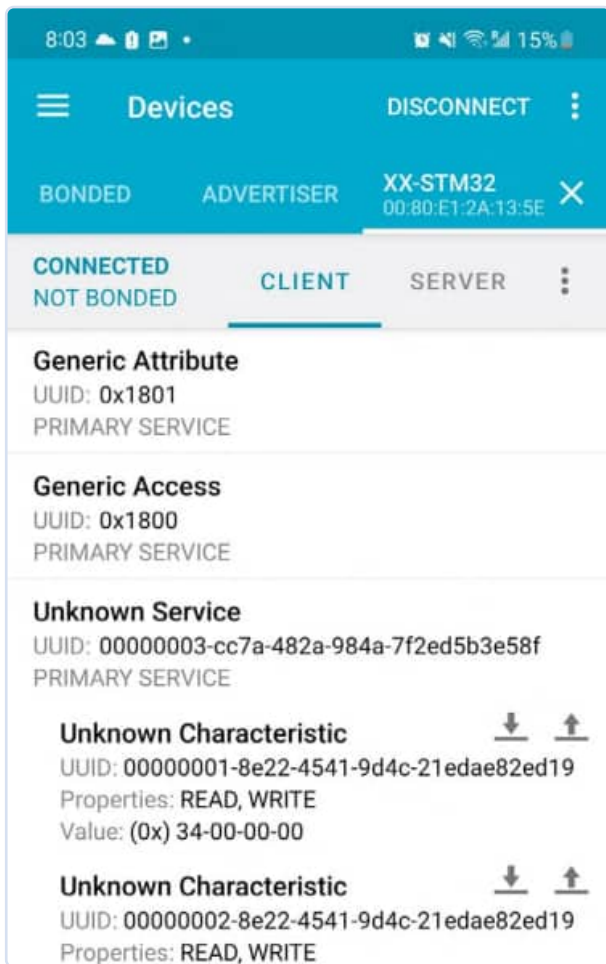 8:03 15%
Devices DISCONNECT
BONDED ADVERTISER XX-STM32
00:80:E1:2A:13:5E
CONNECTED
NOT BONDED CLIENT SERVER
Generic Attribute
UUID: 0x1801
PRIMARY SERVICE
Generic Access
UUID: 0x1800
PRIMARY SERVICE
Unknown Service
UUID: 00000003-cc7a-482a-984a-7f2ed5b3e58f
PRIMARY SERVICE
Unknown Characteristic
UUID: 00000001-8e22-4541-9d4c-21edae82ed19
Properties: READ, WRITE
Value: (0x) 34-00-00-00
Unknown Characteristic
UUID: 00000002-8e22-4541-9d4c-21edae82ed19
Properties: READ, WRITE